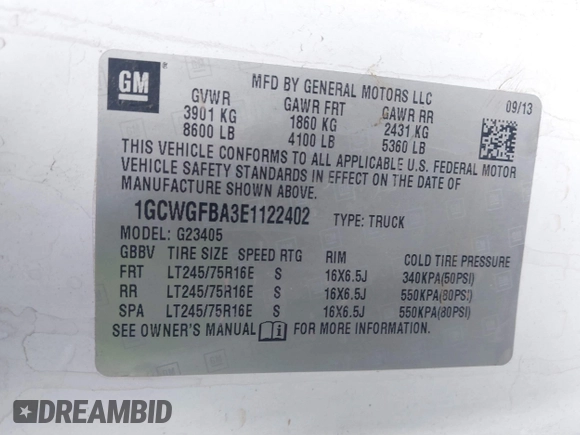 GM
MFD BY GENERAL MOTORS LLC
09/13
GVWR GAWR FRT GAWR RR
3901 KG 1860 KG 2431 KG
8600 LB 4100 LB 5360 LB
THIS VEHICLE CONFORMS TO ALL APPLICABLE U.S. FEDERAL MOTOR
VEHICLE SAFETY STANDARDS IN EFFECT ON THE DATE OF
MANUFACTURE SHOWN ABOVE.
1GCWGFBA3E1122402 TYPE: TRUCK
MODEL: G23405
GBBV TIRE SIZE SPEED RTG RIM COLD TIRE PRESSURE
FRT LT245/75R16E S 16X6.5J 340KPA(50PSI)
RR LT245/75R16E S 16X6.5J 550KPA(80PSI)
SPA LT245/75R16E S 16X6.5J 550KPA(80PSI)
SEE OWNER'S MANUAL FOR MORE INFORMATION.
DREAMBID